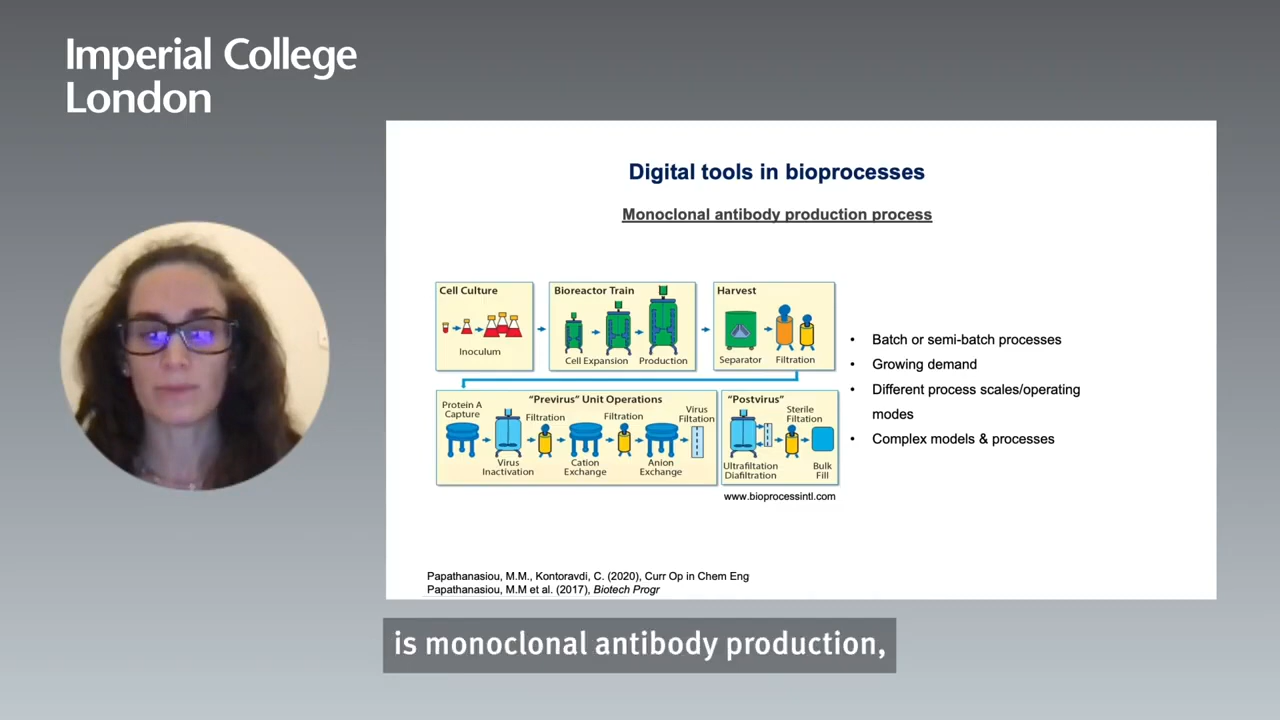 Imperial College
London
Digital tools in bioprocesses
Monoclonal antibody production process
Cell Culture
Inoculum
Bioreactor Train
Cell Expansion
Production
Harvest
Separator
Filtration
"Previrus" Unit Operations
Protein A
Capture
Virus
Inactivation
Filtration
Cation
Exchange
Filtration
Anion
Exchange
Virus
Filtation
"Postvirus"
Ultrafiltation
Diafiltration
Sterile
Filtation
Bulk
Fill
www.bioprocessintl.com
• Batch or semi-batch processes
• Growing demand
• Different process scales/operating
modes
• Complex models & processes
Papathanasiou, M.M., Kontoravdi, C. (2020), Curr Op in Chem Eng
Papathanasiou, M.M et al. (2017), Biotech Progr
is monoclonal antibody production,